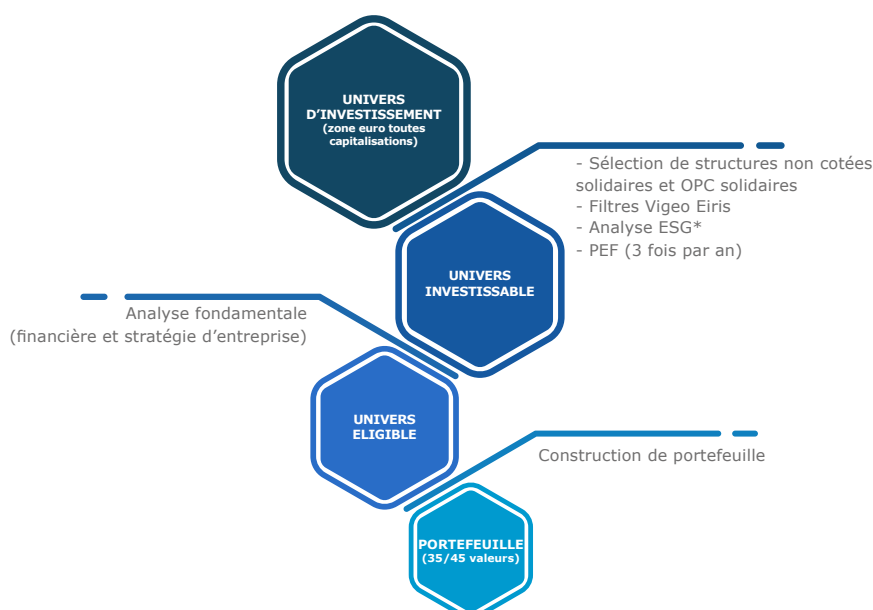 UNIVERS
D'INVESTISSEMENT
(zone euro toutes
capitalisations)
- Sélection de structures non cotées
solidaires et OPC solidaires
- Filtres Vigeo Eiris
- Analyse ESG*
- PEF (3 fois par an)
UNIVERS
INVESTISSABLE
Analyse fondamentale
(financière et stratégie d’entreprise)
UNIVERS
ELIGIBLE
Construction de portefeuille
PORTEFEUILLE
(35/45 valeurs)